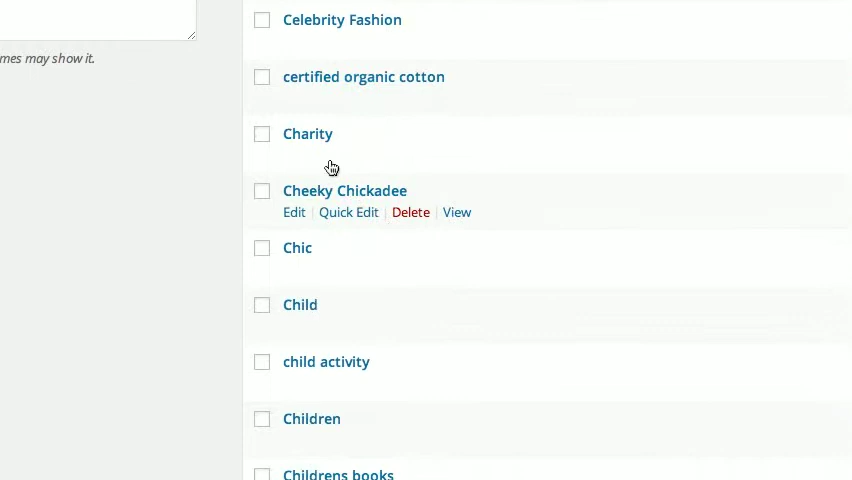 Celebrity Fashion
mes may show it.
certified organic cotton
Charity
Cheeky Chickadee
Edit | Quick Edit | Delete | View
Chic
Child
child activity
Children
Childrens books